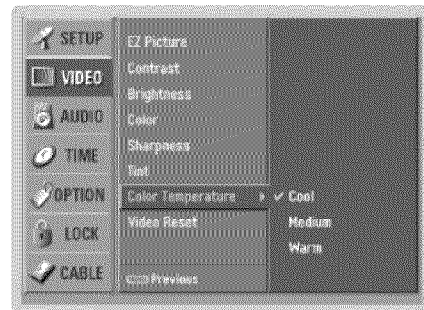 SETUP
VIDEO
AUDIO
TIME
OPTION
LOCK
CABLE
EZ Picture
Contrast
Brightness
Color
Sharpness
Tint
Color Temperature
Video Reset
Previous
Cool
Medium
Warm